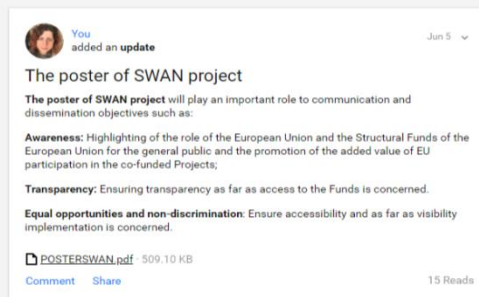 You
Jun 5
added an update
The poster of SWAN project
The poster of SWAN project will play an important role to communication and
dissemination objectives such as:
Awareness: Highlighting of the role of the European Union and the Structural Funds of the
European Union for the general public and the promotion of the added value of EU
participation in the co-funded Projects;
Transparency: Ensuring transparency as far as access to the Funds is concerned.
Equal opportunities and non-discrimination: Ensure accessibility and as far as visibility
implementation is concerned.
POSTERSWAN.pdf · 509.10 KB
Comment Share
15 Reads